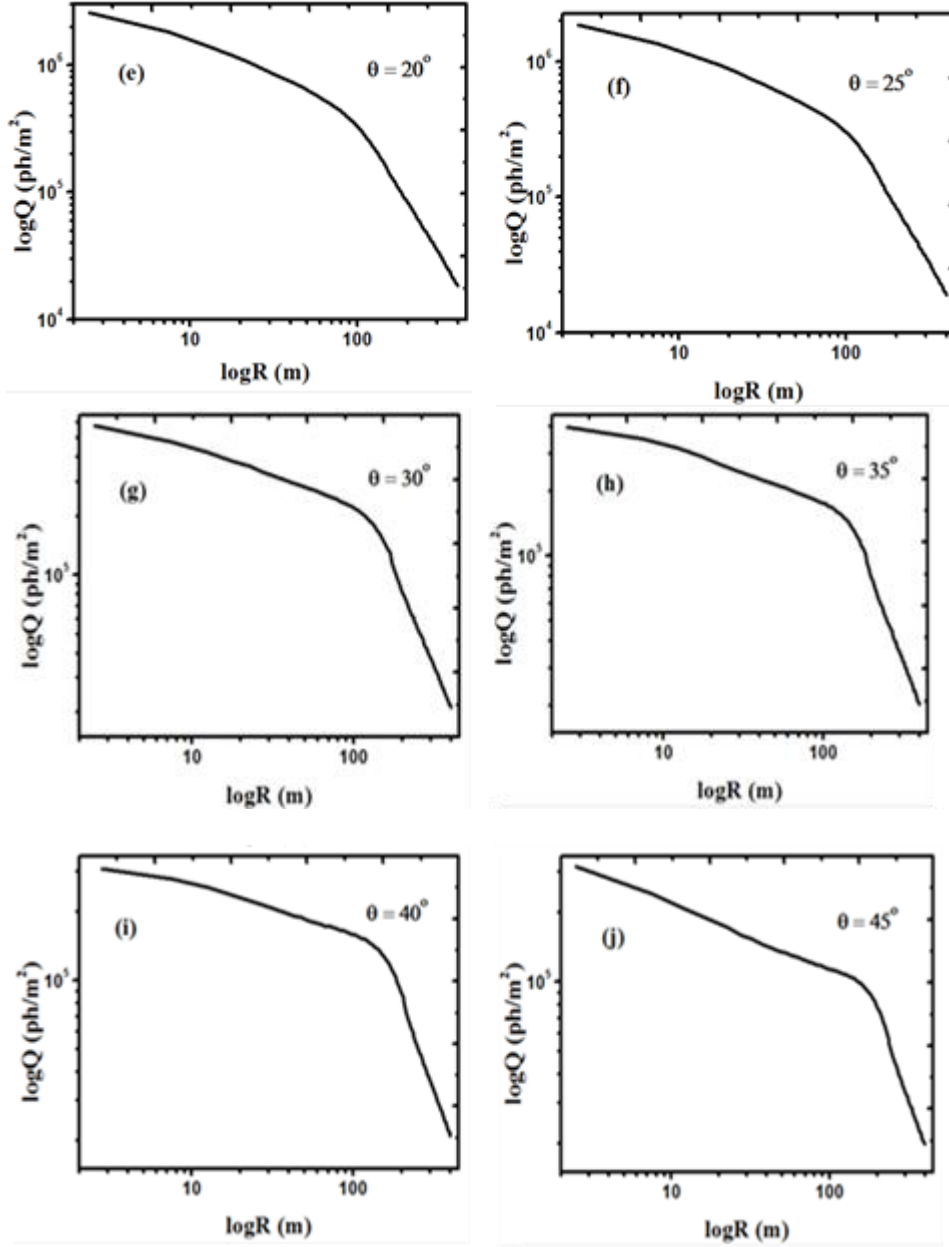 (e)
θ = 20°
10⁶
10⁵
10⁴
10
100
logQ (ph/m²)
logR (m)
(f)
θ = 25°
10⁶
10⁵
10⁴
10
100
logQ (ph/m²)
logR (m)
(g)
θ = 30°
10⁵
10
100
logQ (ph/m²)
logR (m)
(h)
θ = 35°
10⁵
10
100
logQ (ph/m²)
logR (m)
(i)
θ = 40°
10⁵
10
100
logQ (ph/m²)
logR (m)
(j)
θ = 45°
10⁵
10
100
logQ (ph/m²)
logR (m)